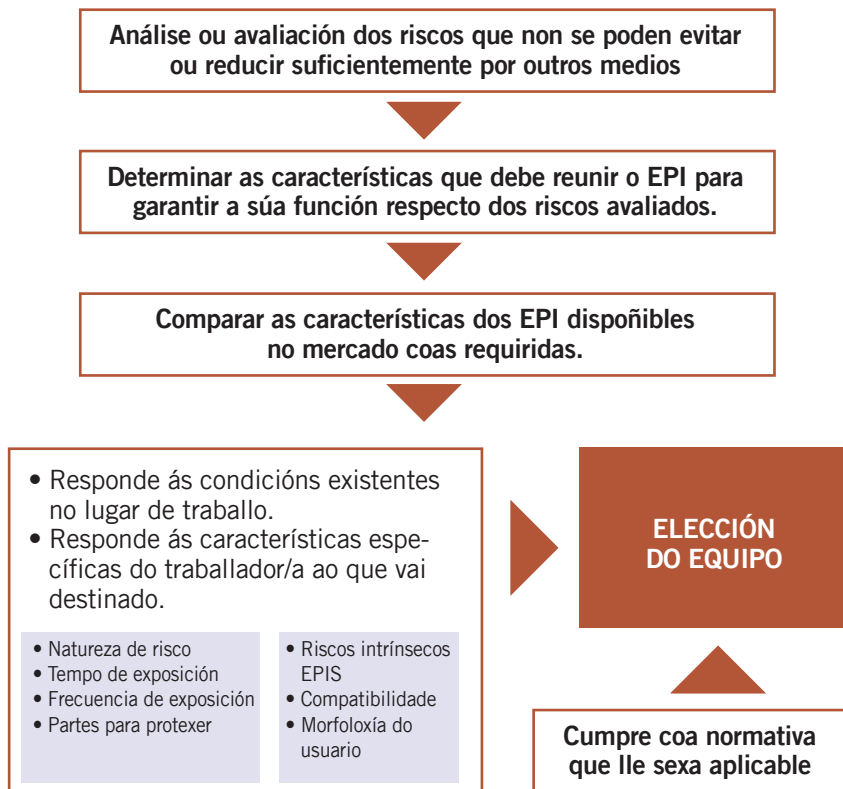 Análise ou avaliación dos riscos que non se poden evitar
ou reducir suficientemente por outros medios
Determinar as características que debe reunir o EPI para
garantir a súa función respecto dos riscos avaliados.
Comparar as características dos EPI dispoñibles
no mercado coas requiridas.
• Responde ás condicións existentes
no lugar de traballo.
• Responde ás características espe-
cíficas do traballador/a ao que vai
destinado.
• Natureza de risco
• Tempo de exposición
• Frecuencia de exposición
• Partes para protexer
• Riscos intrínsecos
EPIS
• Compatibilidade
• Morfoloxía do
usuario
ELECCIÓN
DO EQUIPO
Cumpre coa normativa
que lle sexa aplicable